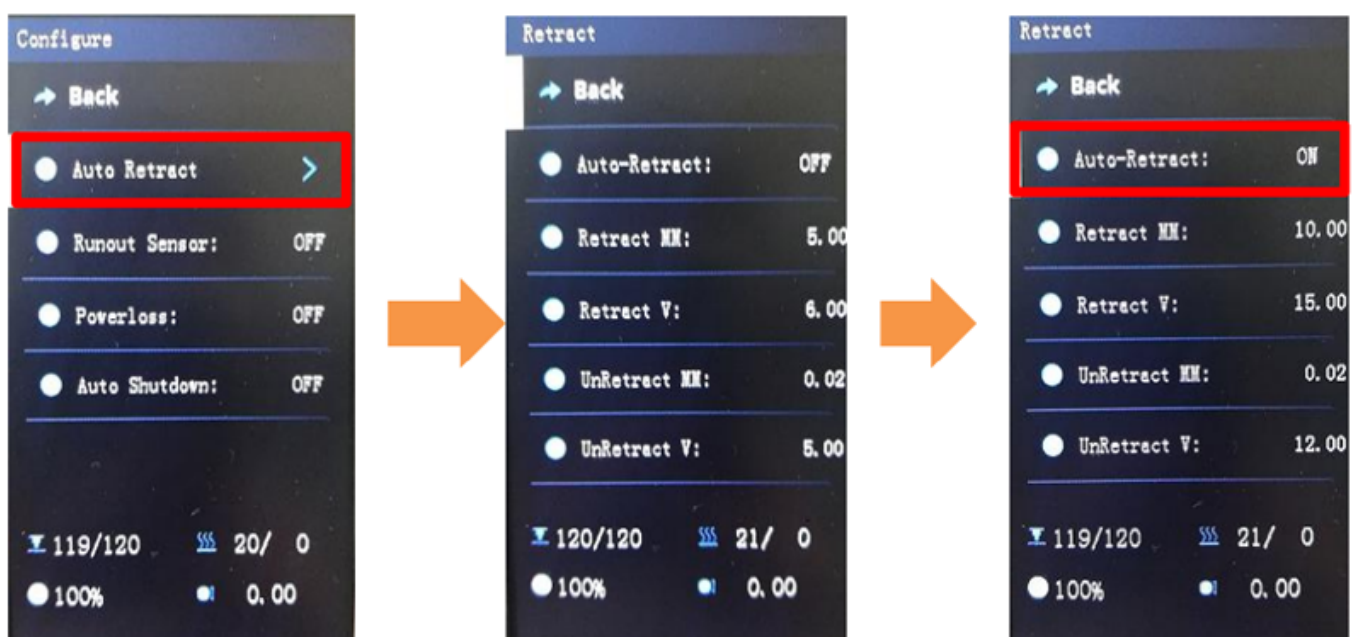 Configure
Back
Auto Retract
Runout Sensor: OFF
Powerloss: OFF
Auto Shutdown: OFF
119/120 20/ 0
100% 0.00
Retract
Back
Auto-Retract: OFF
Retract MM: 5.00
Retract V: 6.00
UnRetract MM: 0.02
UnRetract V: 5.00
120/120 21/ 0
100% 0.00
Retract
Back
Auto-Retract: ON
Retract MM: 10.00
Retract V: 15.00
UnRetract MM: 0.02
UnRetract V: 12.00
119/120 21/ 0
100% 0.00